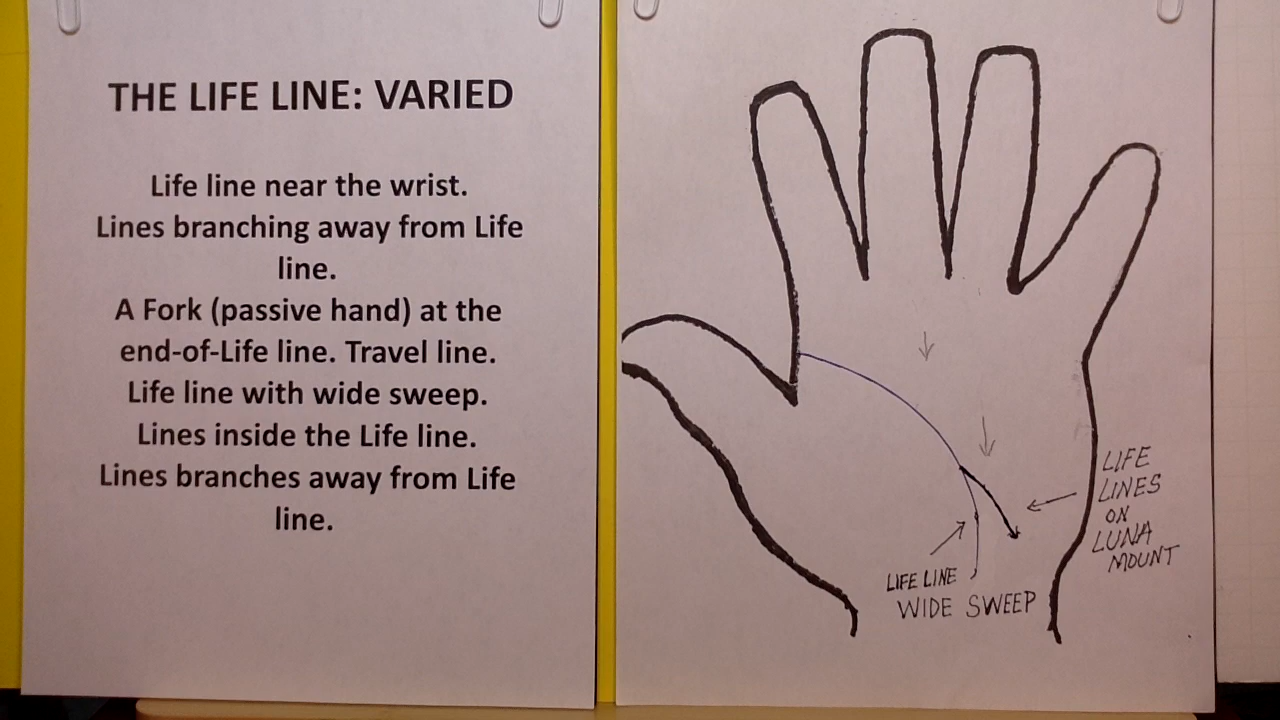 THE LIFE LINE: VARIED
Life line near the wrist.
Lines branching away from Life
line.
A Fork (passive hand) at the
end-of-Life line. Travel line.
Life line with wide sweep.
Lines inside the Life line.
Lines branches away from Life
line.
LIFE
LINES
ON
LUNA
MOUNT
LIFE LINE
WIDE SWEEP